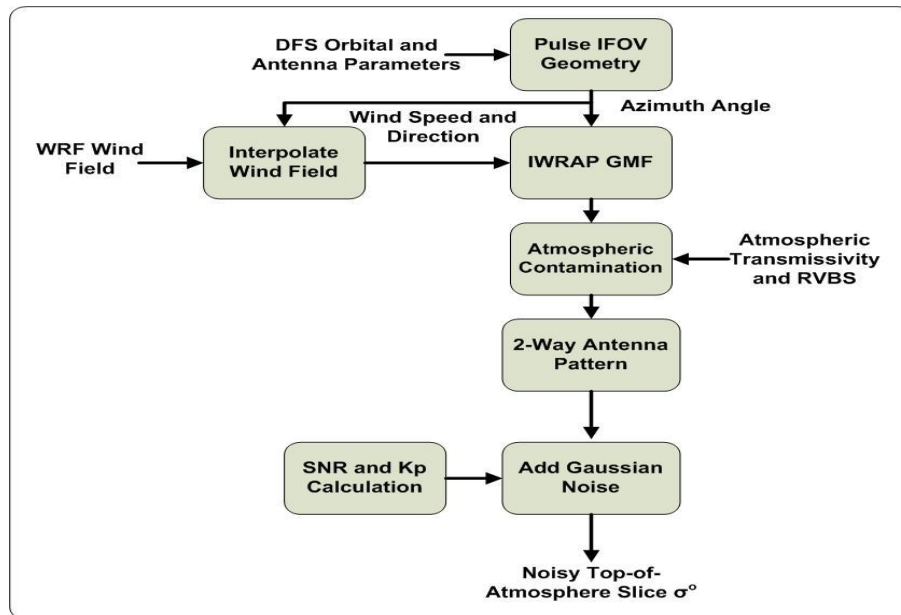 DFS Orbital and
Antenna Parameters
Pulse IFOV
Geometry
Azimuth Angle
Wind Speed and
Direction
WRF Wind
Field
Interpolate
Wind Field
IWRAP GMF
Atmospheric
Contamination
Atmospheric
Transmissivity
and RVBS
2-Way Antenna
Pattern
SNR and Kp
Calculation
Add Gaussian
Noise
Noisy Top-of-
Atmosphere Slice σ°